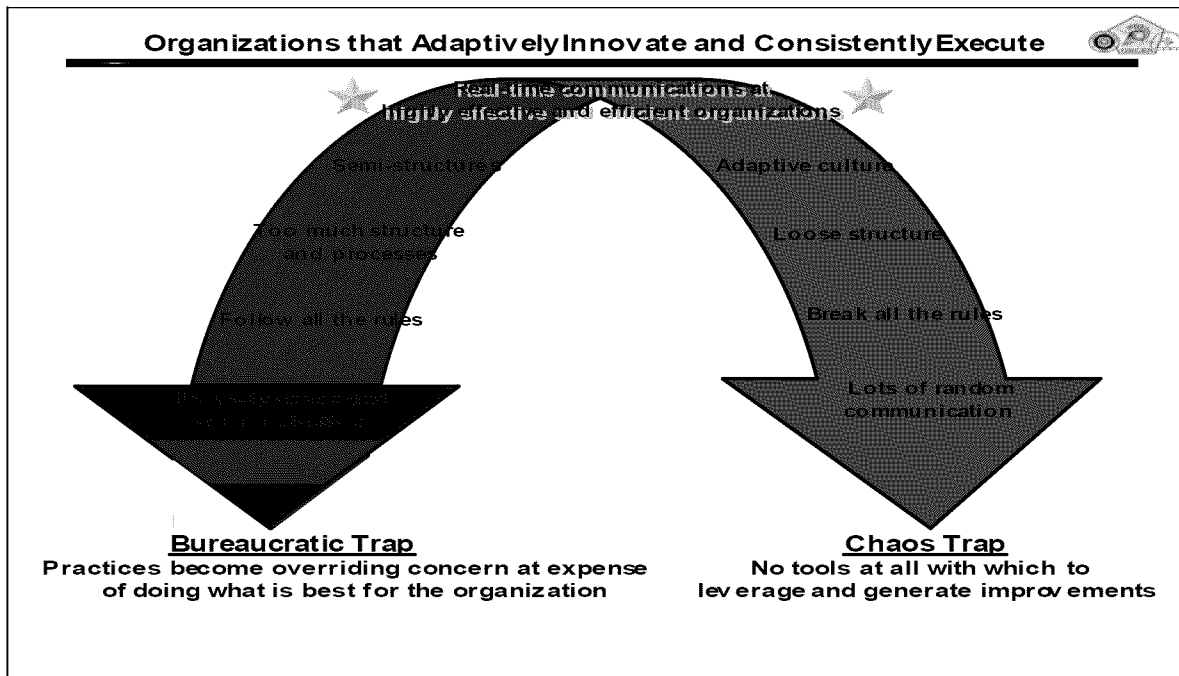 Organizations that Adaptively Innovate and Consistently Execute
Real-time communications at
highly effective and efficient organizations
Semi-structures
Adaptive culture
Too much structure
and processes
Loose structure
Follow all the rules
Break all the rules
Lots of random
communication
Bureaucratic Trap
Practices become overriding concern at expense
of doing what is best for the organization
Chaos Trap
No tools at all with which to
leverage and generate improvements